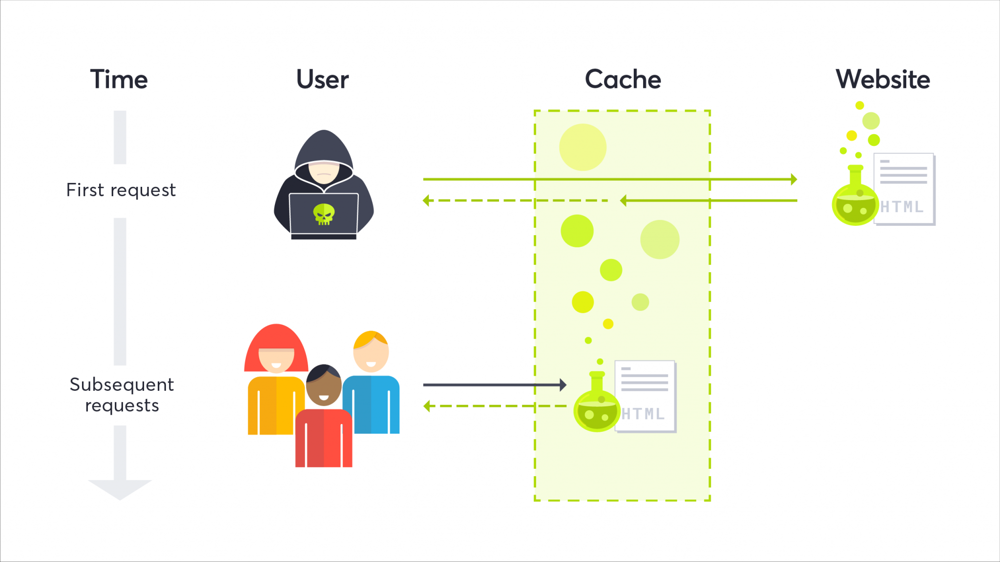 Time
User
Cache
Website
First request
HTML
Subsequent
requests
HTML